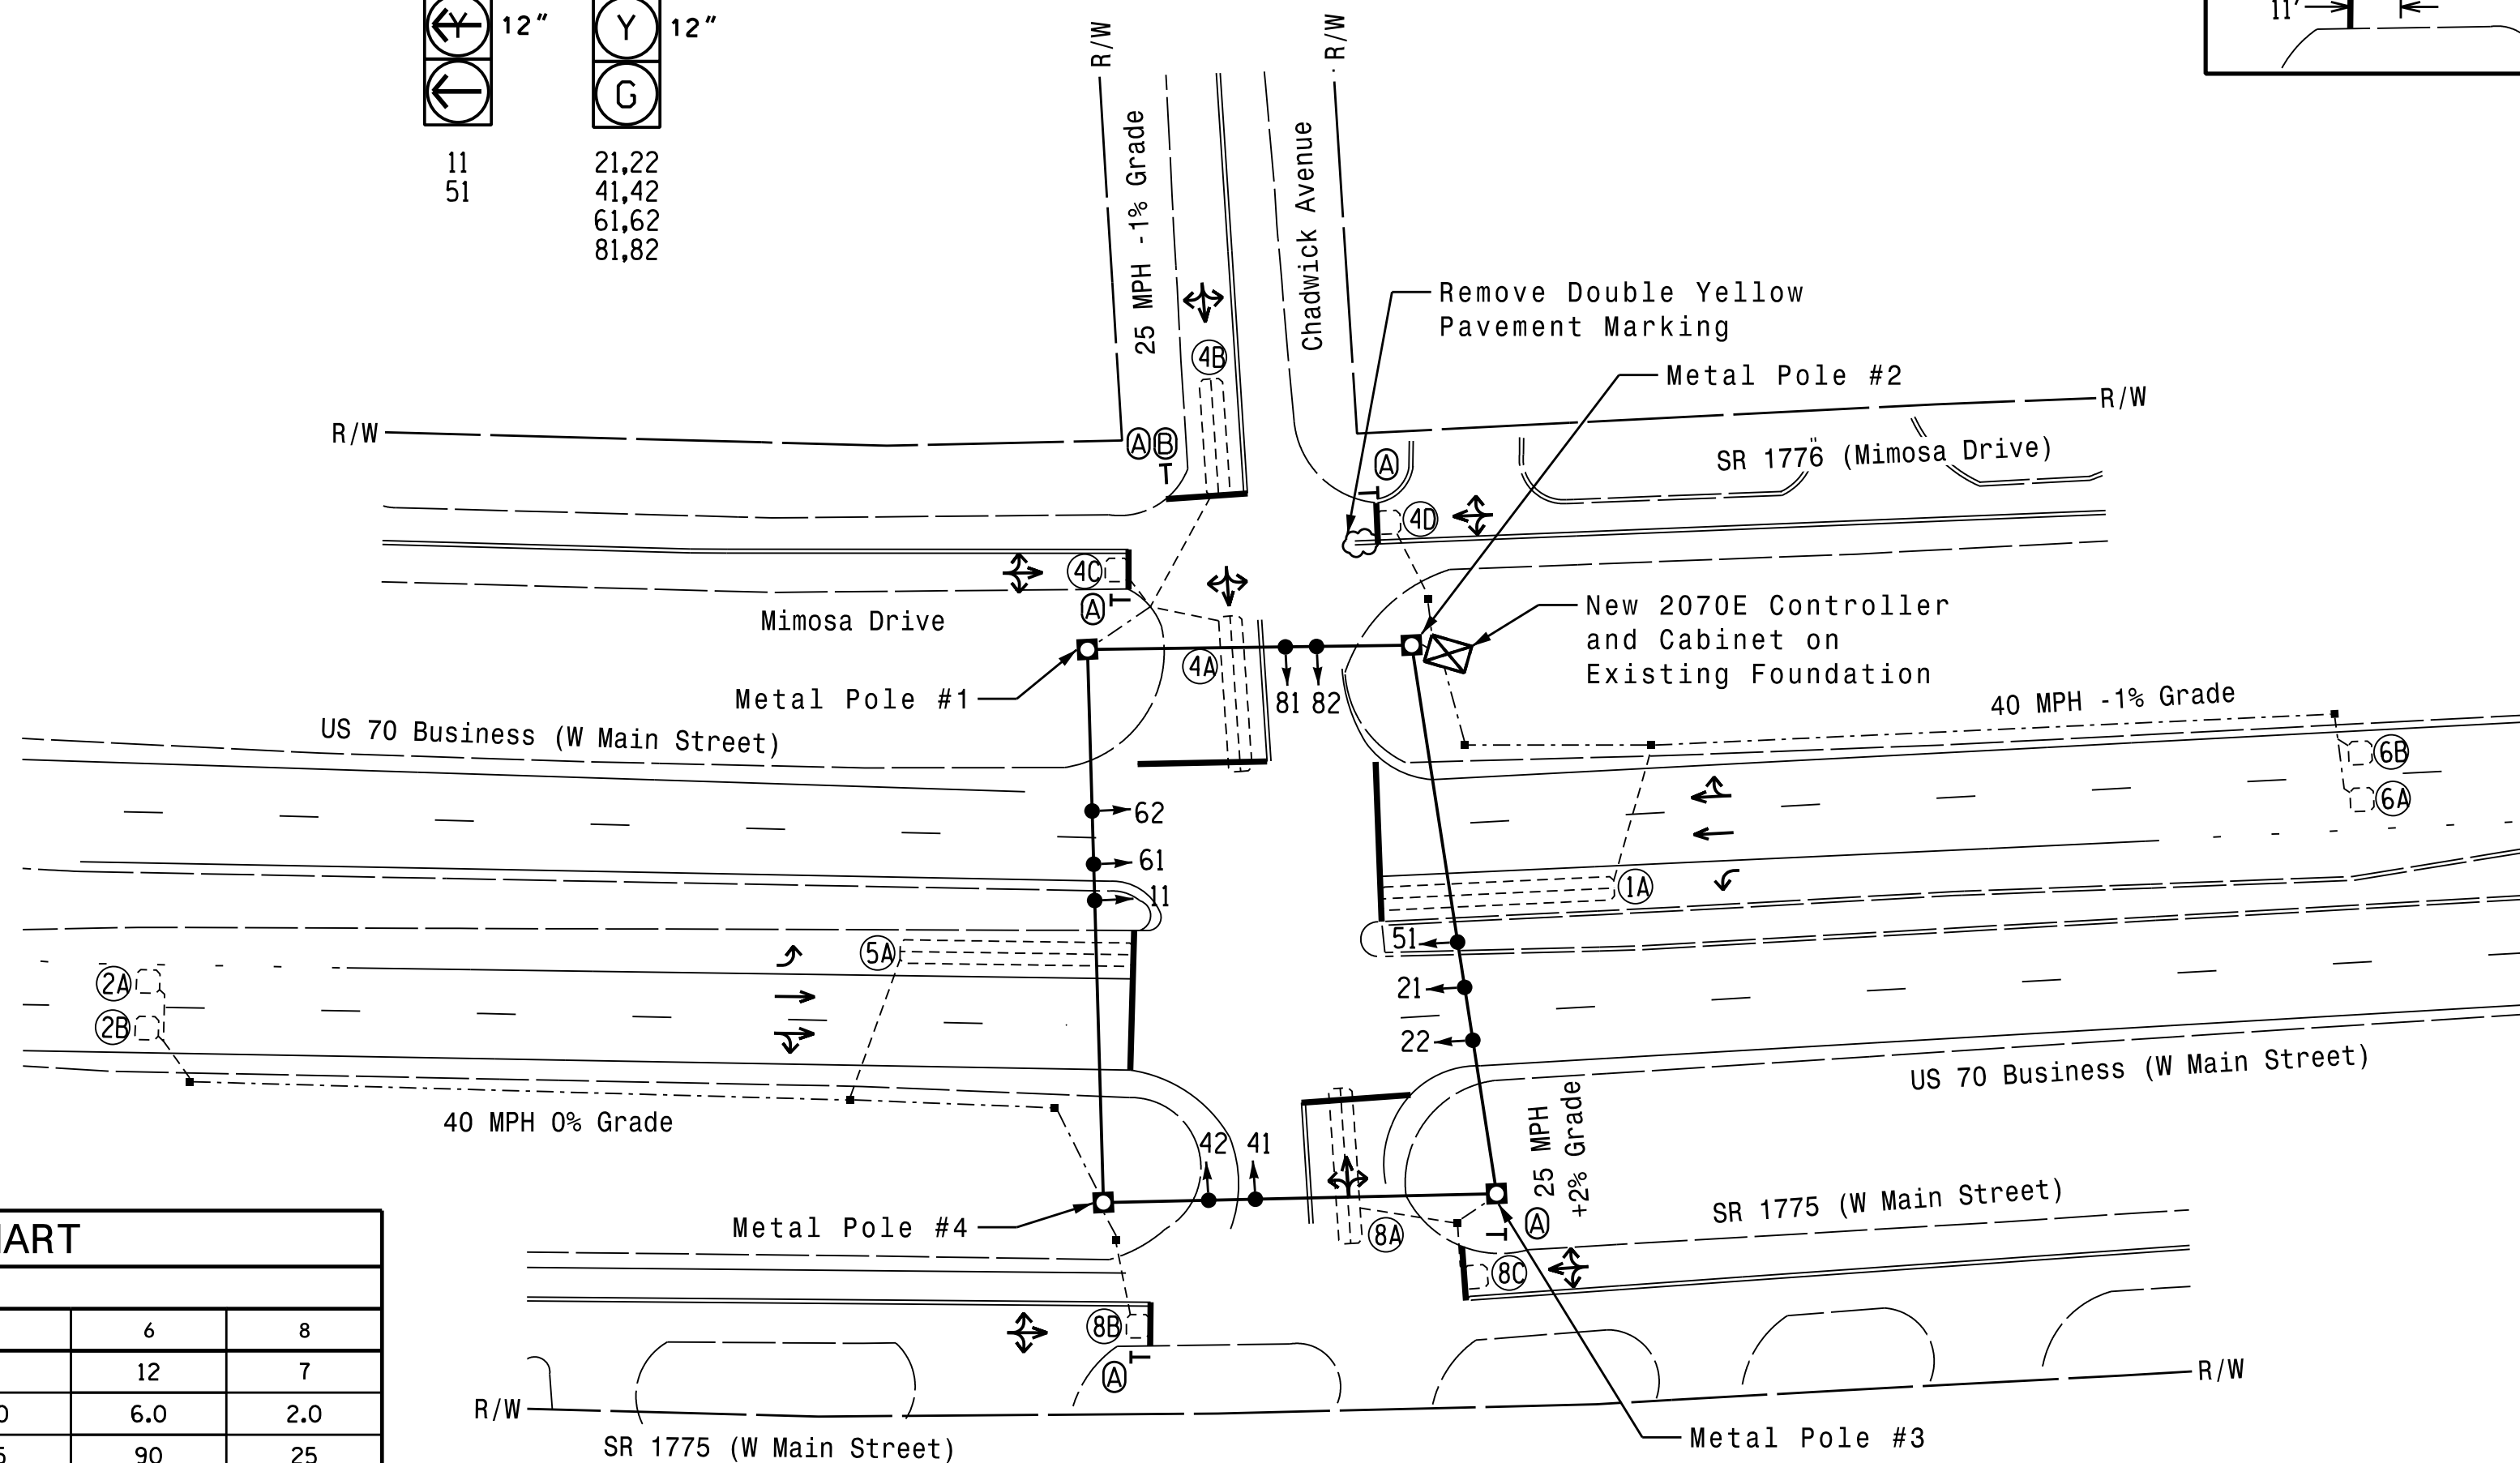 11'
Y 12" Y 12"
G
11
51
21,22
41,42
61,62
81,82
R/W
R/W
25 MPH -1% Grade
Chadwick Avenue
4B
Remove Double Yellow
Pavement Marking
Metal Pole #2
R/W
R/W
A B
A
SR 1776 (Mimosa Drive)
4D
4C
A
Mimosa Drive
New 2070E Controller
and Cabinet on
Existing Foundation
4A
81 82
Metal Pole #1
US 70 Business (W Main Street)
40 MPH -1% Grade
6B
6A
62
61
11
1A
51
5A
2A
2B
21
22
US 70 Business (W Main Street)
40 MPH 0% Grade
42 41
25 MPH
+2% Grade
SR 1775 (W Main Street)
Metal Pole #4
8A
A
8C
8B
A
R/W
R/W
SR 1775 (W Main Street)
Metal Pole #3
ART
6 8
12 7
0 6.0 2.0
5 90 25